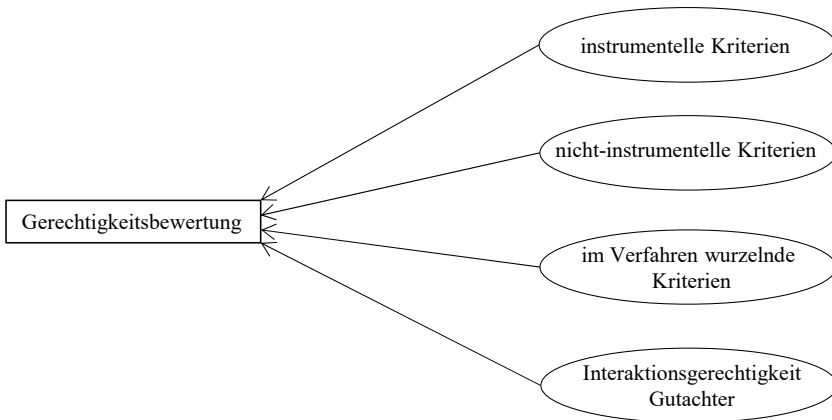 instrumentelle Kriterien
nicht-instrumentelle Kriterien
Gerechtigkeitsbewertung
im Verfahren wurzelnde
Kriterien
Interaktionsgerechtigkeit
Gutachter